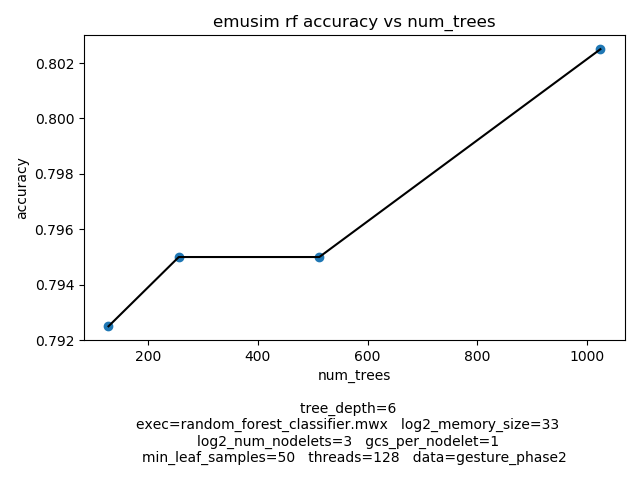 emusim rf accuracy vs num_trees
0.802
0.800
0.798
0.796
0.794
0.792
accuracy
200 400 600 800 1000
num_trees
tree_depth=6
exec=random_forest_classifier.mwx log2_memory_size=33
log2_num_nodelets=3 gcs_per_nodelet=1
min_leaf_samples=50 threads=128 data=gesture_phase2